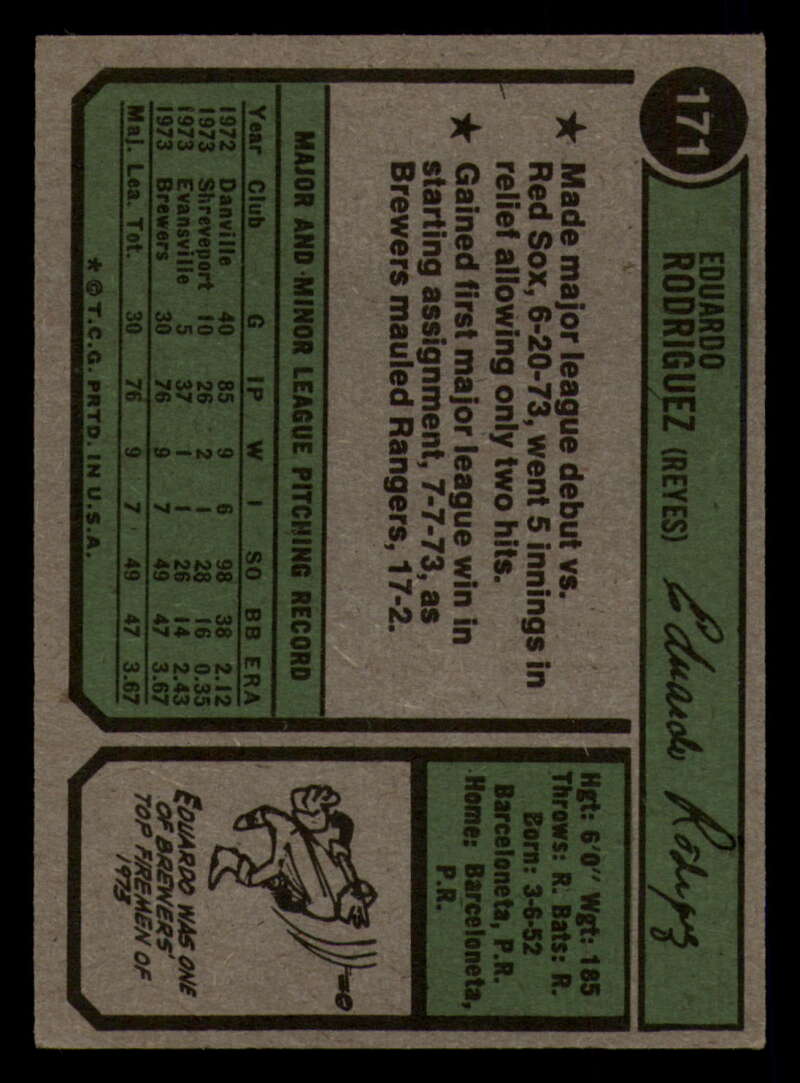 171
EDUARDO
RODRIGUEZ (REYES)
Eduardo Rodriguez
★ Made major league debut vs.
Red Sox, 6-20-73, went 5 innings in
relief allowing only two hits.
★ Gained first major league win in
starting assignment, 7-7-73, as
Brewers mauled Rangers, 17-2.
MAJOR AND MINOR LEAGUE PITCHING RECORD
Year Club G IP W l SO BB ERA
1972 Danville 40 85 9 6 98 38 2.12
1973 Shreveport 10 26 2 1 28 16 0.35
1973 Evansville 5 37 1 1 26 14 2.43
1973 Brewers 30 76 9 7 49 47 3.67
Maj. Lea. Tot. 30 76 9 7 49 47 3.67
* © T.C.G. PRTD. IN U.S.A.
Hgt: 6'0" Wgt: 185
Throws: R. Bats: R.
Born: 3-6-52
Barceloneta, P.R.
Home: Barceloneta,
P.R.
EDUARDO WAS ONE
OF BREWERS'
TOP FIREMEN OF
1973